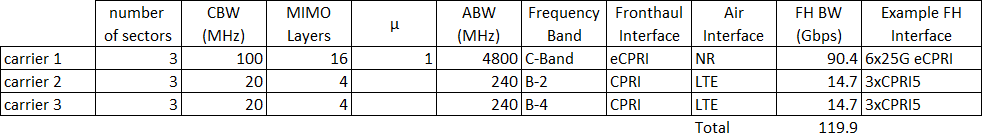 number of sectors CBW (MHz) MIMO Layers µ ABW (MHz) Frequency Band Fronthaul Interface Air Interface FH BW (Gbps) Example FH Interface
carrier 1 3 100 16 1 4800 C-Band eCPRI NR 90.4 6x25G eCPRI
carrier 2 3 20 4 240 B-2 CPRI LTE 14.7 3xCPRI5
carrier 3 3 20 4 240 B-4 CPRI LTE 14.7 3xCPRI5
Total 119.9